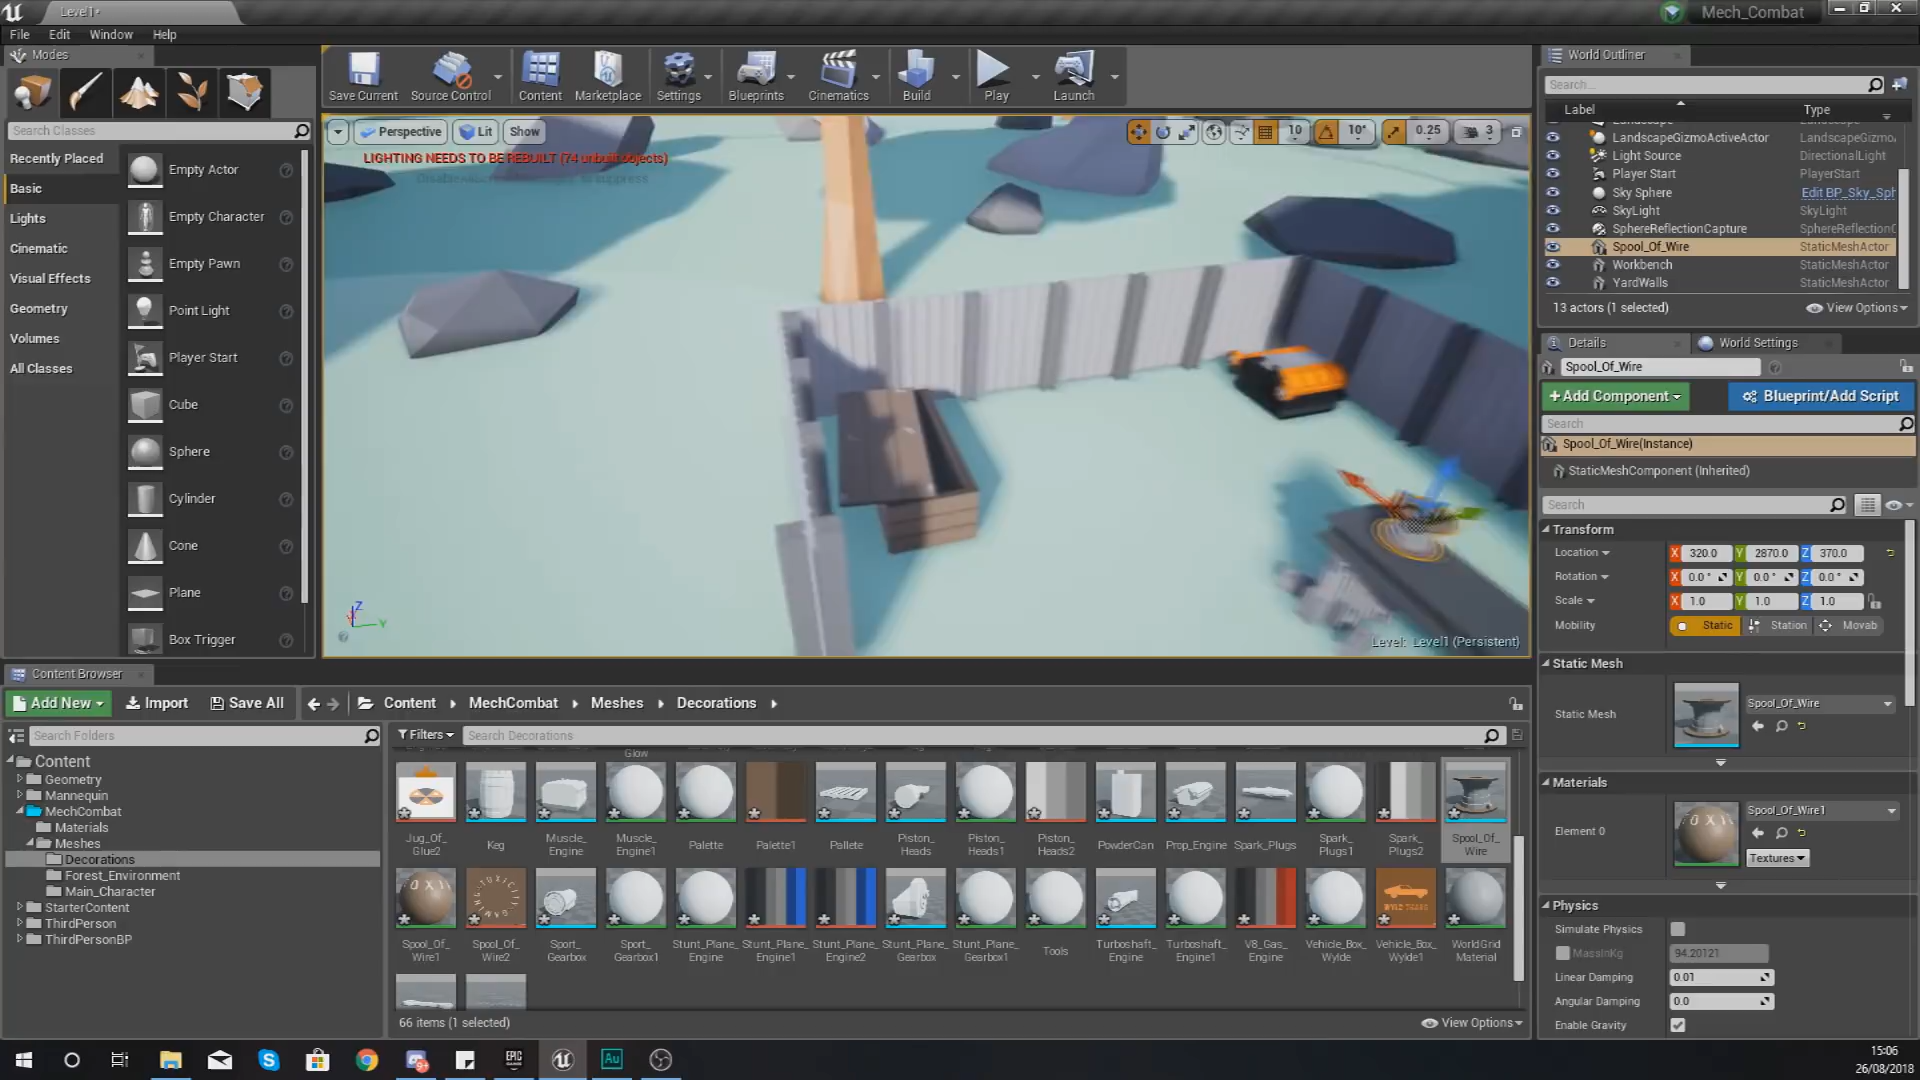 Level1*
Mech_Combat
File Edit Window Help
Modes
Search Classes
Recently Placed
Basic
Lights
Cinematic
Visual Effects
Geometry
Volumes
All Classes
Empty Actor
Empty Character
Empty Pawn
Point Light
Player Start
Cube
Sphere
Cylinder
Cone
Plane
Box Trigger
Save Current
Source Control
Content
Marketplace
Settings
Blueprints
Cinematics
Build
Play
Launch
Perspective
Lit
Show
10
10°
0.25
3
LIGHTING NEEDS TO BE REBUILT (74 unbuilt objects)
Z
Y
Level: Level1 (Persistent)
World Outliner
Search...
Label Type
LandscapeGizmoActiveActor LandscapeGizmo
Light Source DirectionalLight
Player Start PlayerStart
Sky Sphere Edit BP_Sky_Sph
SkyLight SkyLight
SphereReflectionCapture SphereReflectionC
Spool_Of_Wire StaticMeshActor
Workbench StaticMeshActor
YardWalls StaticMeshActor
13 actors (1 selected) View Options
Details World Settings
Spool_Of_Wire
+Add Component Blueprint/Add Script
Search
Spool_Of_Wire(Instance)
StaticMeshComponent (Inherited)
Search
Transform
Location X 320.0 Y 2870.0 Z 370.0
Rotation X 0.0° Y 0.0° Z 0.0°
Scale X 1.0 Y 1.0 Z 1.0
Mobility Static Station Movab
Static Mesh
Static Mesh Spool_Of_Wire
Materials
Element 0 Spool_Of_Wire1
Textures
Physics
Simulate Physics
MassInKg 94.20121
Linear Damping 0.01
Angular Damping 0.0
Enable Gravity
Content Browser
Add New Import Save All Content MechCombat Meshes Decorations
Search Folders
Content
Geometry
Mannequin
MechCombat
Materials
Meshes
Decorations
Forest_Environment
Main_Character
StarterContent
ThirdPerson
ThirdPersonBP
Filters Search Decorations
Glow
Jug_Of_Glue2
Keg
Muscle_Engine
Muscle_Engine1
Palette
Palette1
Pallete
Piston_Heads
Piston_Heads1
Piston_Heads2
PowderCan
Prop_Engine
Spark_Plugs
Spark_Plugs1
Spark_Plugs2
Spool_Of_Wire
Spool_Of_Wire1
Spool_Of_Wire2
Sport_Gearbox
Sport_Gearbox1
Stunt_Plane_Engine
Stunt_Plane_Engine1
Stunt_Plane_Engine2
Stunt_Plane_Gearbox
Stunt_Plane_Gearbox1
Tools
Turboshaft_Engine
Turboshaft_Engine1
V8_Gas_Engine
Vehicle_Box_Wylde
Vehicle_Box_Wylde1
WorldGridMaterial
66 items (1 selected)
View Options
EPIC
Au
15:06
26/08/2018